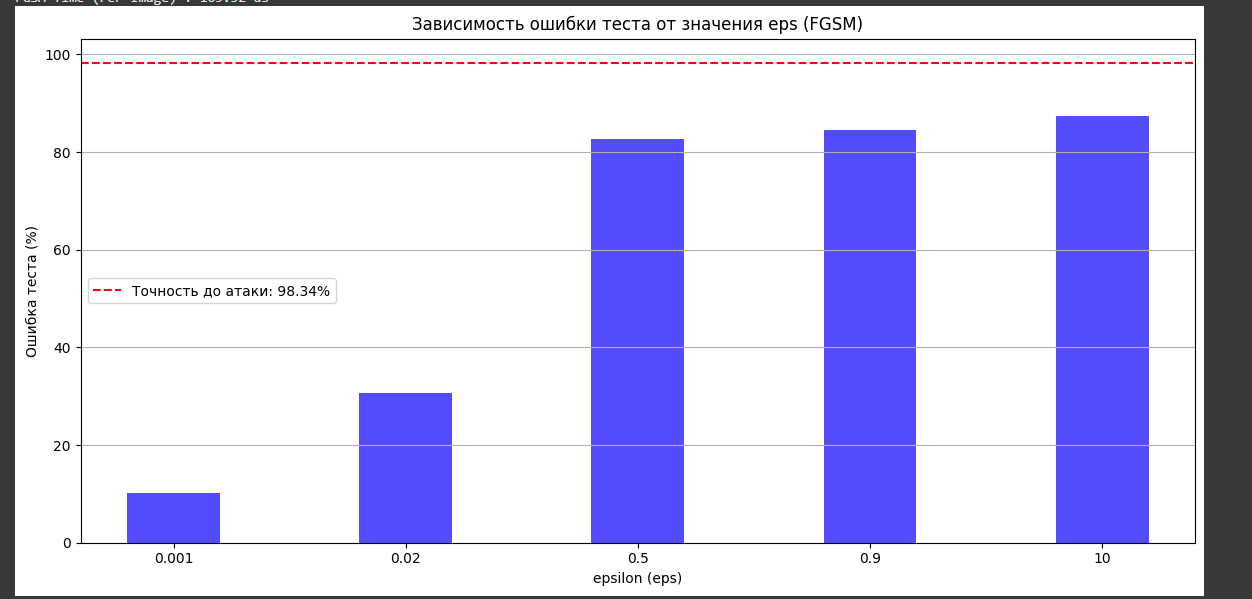 Зависимость ошибки теста от значения eps (FGSM)
100
80
60
40
20
0
Ошибка теста (%)
Точность до атаки: 98.34%
0.001 0.02 0.5 0.9 10
epsilon (eps)